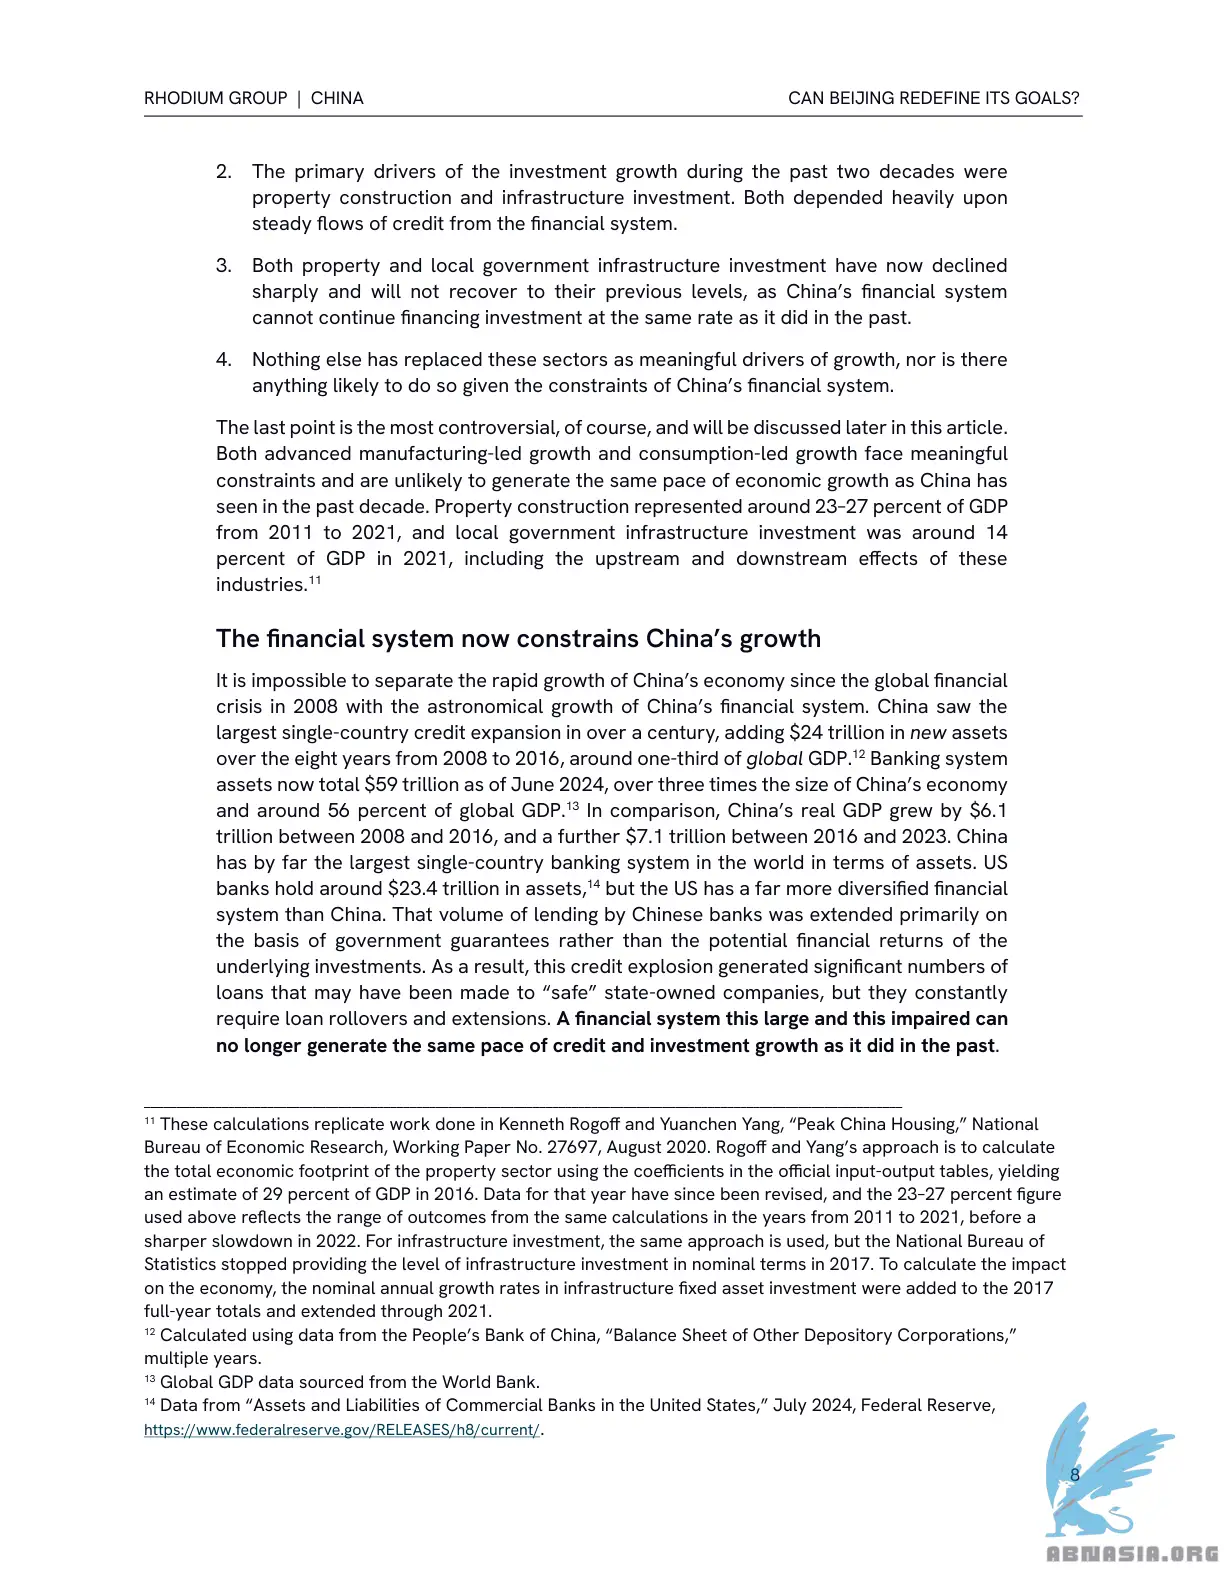 RHODIUM GROUP | CHINA
CAN BEIJING REDEFINE ITS GOALS?
2. The primary drivers of the investment growth during the past two decades were
property construction and infrastructure investment. Both depended heavily upon
steady flows of credit from the financial system.
3. Both property and local government infrastructure investment have now declined
sharply and will not recover to their previous levels, as China’s financial system
cannot continue financing investment at the same rate as it did in the past.
4. Nothing else has replaced these sectors as meaningful drivers of growth, nor is there
anything likely to do so given the constraints of China’s financial system.
The last point is the most controversial, of course, and will be discussed later in this article.
Both advanced manufacturing-led growth and consumption-led growth face meaningful
constraints and are unlikely to generate the same pace of economic growth as China has
seen in the past decade. Property construction represented around 23–27 percent of GDP
from 2011 to 2021, and local government infrastructure investment was around 14
percent of GDP in 2021, including the upstream and downstream effects of these
industries.11
The financial system now constrains China’s growth
It is impossible to separate the rapid growth of China’s economy since the global financial
crisis in 2008 with the astronomical growth of China’s financial system. China saw the
largest single-country credit expansion in over a century, adding $24 trillion in new assets
over the eight years from 2008 to 2016, around one-third of global GDP.12 Banking system
assets now total $59 trillion as of June 2024, over three times the size of China’s economy
and around 56 percent of global GDP.13 In comparison, China’s real GDP grew by $6.1
trillion between 2008 and 2016, and a further $7.1 trillion between 2016 and 2023. China
has by far the largest single-country banking system in the world in terms of assets. US
banks hold around $23.4 trillion in assets,14 but the US has a far more diversified financial
system than China. That volume of lending by Chinese banks was extended primarily on
the basis of government guarantees rather than the potential financial returns of the
underlying investments. As a result, this credit explosion generated significant numbers of
loans that may have been made to “safe” state-owned companies, but they constantly
require loan rollovers and extensions. A financial system this large and this impaired can
no longer generate the same pace of credit and investment growth as it did in the past.
11 These calculations replicate work done in Kenneth Rogoff and Yuanchen Yang, “Peak China Housing,” National
Bureau of Economic Research, Working Paper No. 27697, August 2020. Rogoff and Yang’s approach is to calculate
the total economic footprint of the property sector using the coefficients in the official input-output tables, yielding
an estimate of 29 percent of GDP in 2016. Data for that year have since been revised, and the 23–27 percent figure
used above reflects the range of outcomes from the same calculations in the years from 2011 to 2021, before a
sharper slowdown in 2022. For infrastructure investment, the same approach is used, but the National Bureau of
Statistics stopped providing the level of infrastructure investment in nominal terms in 2017. To calculate the impact
on the economy, the nominal annual growth rates in infrastructure fixed asset investment were added to the 2017
full-year totals and extended through 2021.
12 Calculated using data from the People’s Bank of China, “Balance Sheet of Other Depository Corporations,”
multiple years.
13 Global GDP data sourced from the World Bank.
14 Data from “Assets and Liabilities of Commercial Banks in the United States,” July 2024, Federal Reserve,
https://www.federalreserve.gov/RELEASES/h8/current/.
8
ABNASIA.ORG